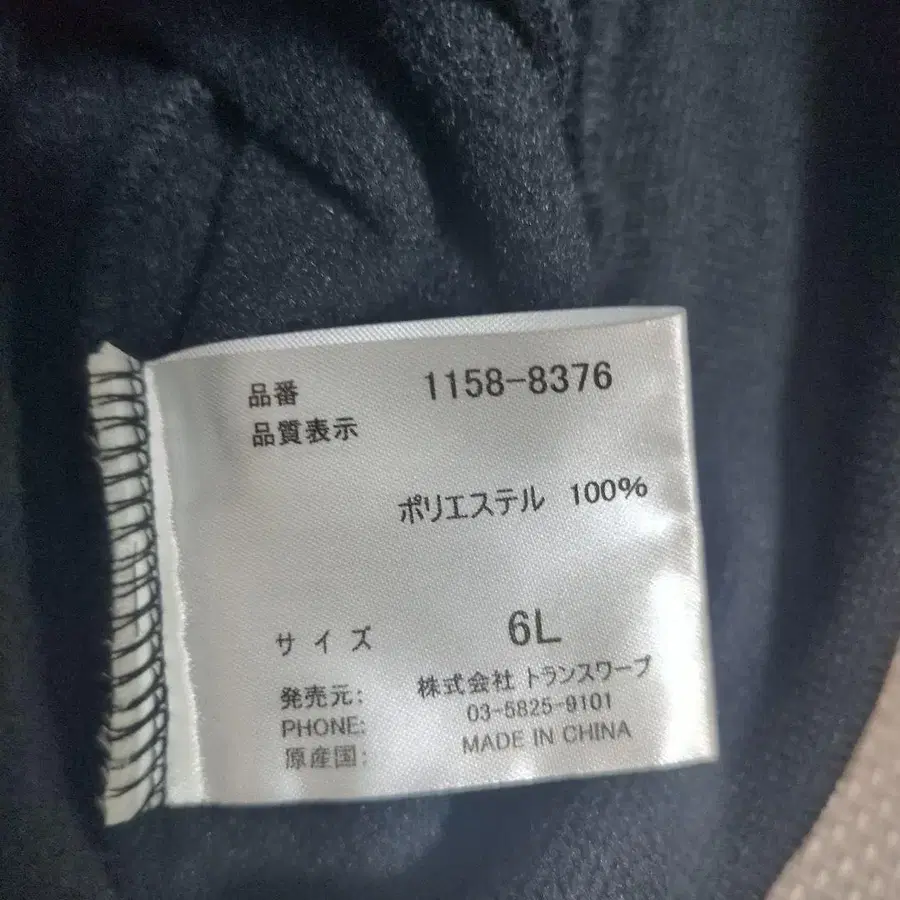 品番 1158-8376
品質表示
ポリエステル 100%
サイズ 6L
発売元: 株式会社 トランスワープ
PHONE: 03-5825-9101
原産国: MADE IN CHINA